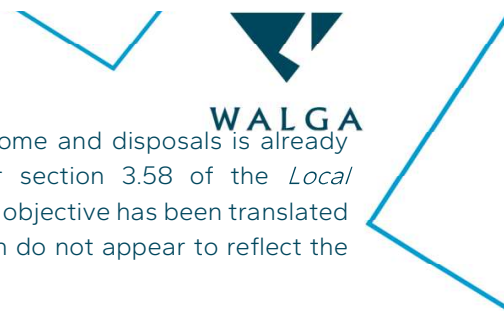 WALGA
ome and disposals is already
section 3.58 of the Local
objective has been translated
do not appear to reflect the